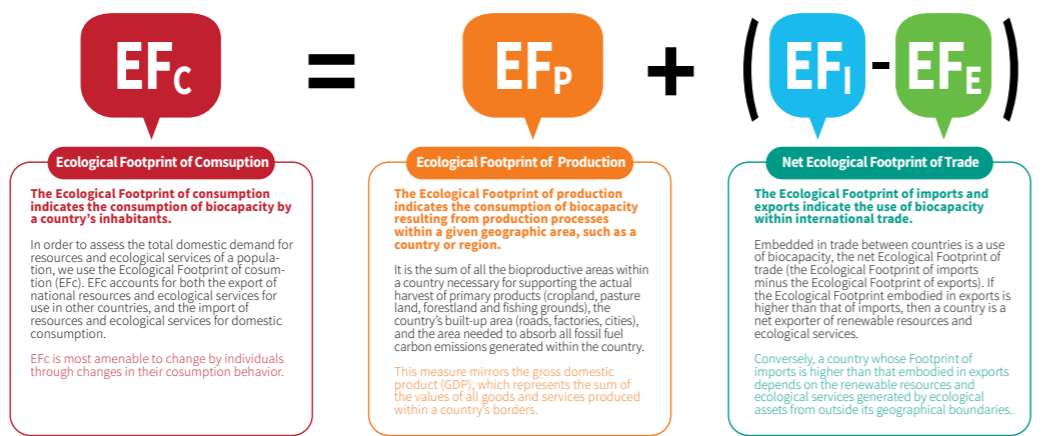 EFC = EFP + (EFI - EFE)
Ecological Footprint of Comsuption
The Ecological Footprint of consumption
indicates the consumption of biocapacity by
a country's inhabitants.
In order to assess the total domestic demand for
resources and ecological services of a popula-
tion, we use the Ecological Footprint of cosum-
tion (EFc). EFc accounts for both the export of
national resources and ecological services for
use in other countries, and the import of
resources and ecological services for domestic
consumption.
EFc is most amenable to change by individuals
through changes in their cosumption behavior.
Ecological Footprint of Production
The Ecological Footprint of production
indicates the consumption of biocapacity
resulting from production processes
within a given geographic area, such as a
country or region.
It is the sum of all the bioproductive areas within
a country necessary for supporting the actual
harvest of primary products (cropland, pasture
land, forestland and fishing grounds), the
country's built-up area (roads, factories, cities),
and the area needed to absorb all fossil fuel
carbon emissions generated within the country.
This measure mirrors the gross domestic
product (GDP), which represents the sum of
the values of all goods and services produced
within a country's borders.
Net Ecological Footprint of Trade
The Ecological Footprint of imports and
exports indicate the use of biocapacity
within international trade.
Embedded in trade between countries is a use
of biocapacity, the net Ecological Footprint of
trade (the Ecological Footprint of imports
minus the Ecological Footprint of exports). If
the Ecological Footprint embodied in exports is
higher than that of imports, then a country is a
net exporter of renewable resources and
ecological services.
Conversely, a country whose Footprint of
imports is higher than that embodied in exports
depends on the renewable resources and
ecological services generated by ecological
assets from outside its geographical boundaries.